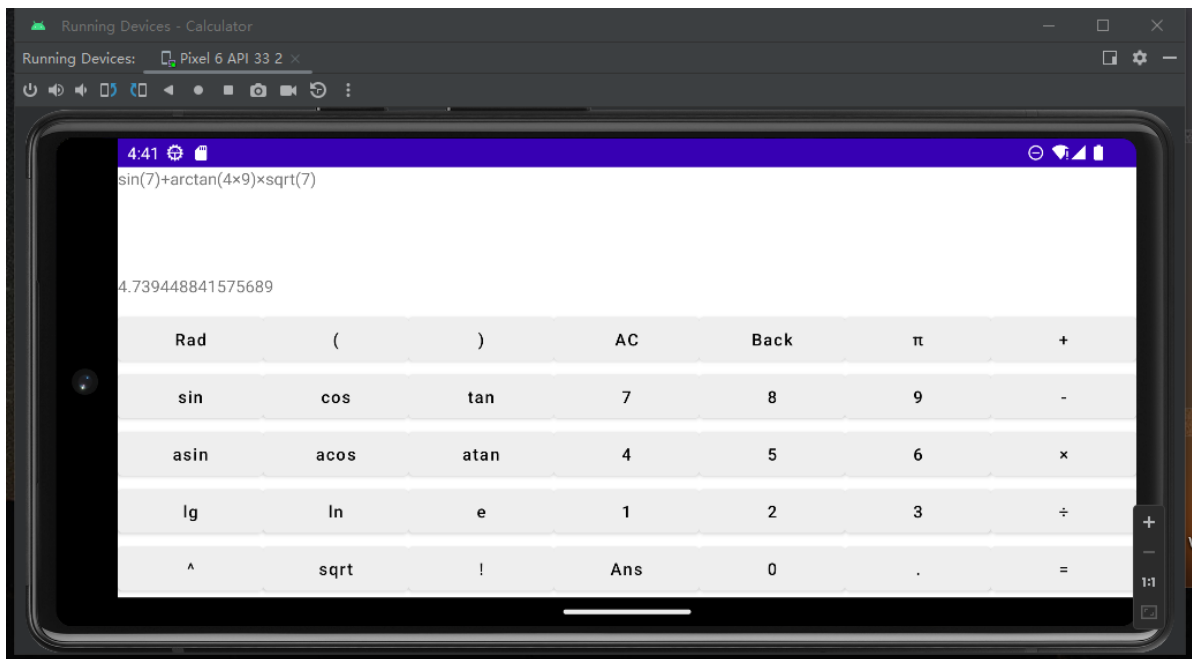 Running Devices - Calculator
Running Devices: Pixel 6 API 33 2
4:41
sin(7)+arctan(4×9)×sqrt(7)
4.739448841575689
Rad ( ) AC Back π +
sin cos tan 7 8 9 -
asin acos atan 4 5 6 ×
lg ln e 1 2 3 ÷
^ sqrt ! Ans 0 . =
1:1